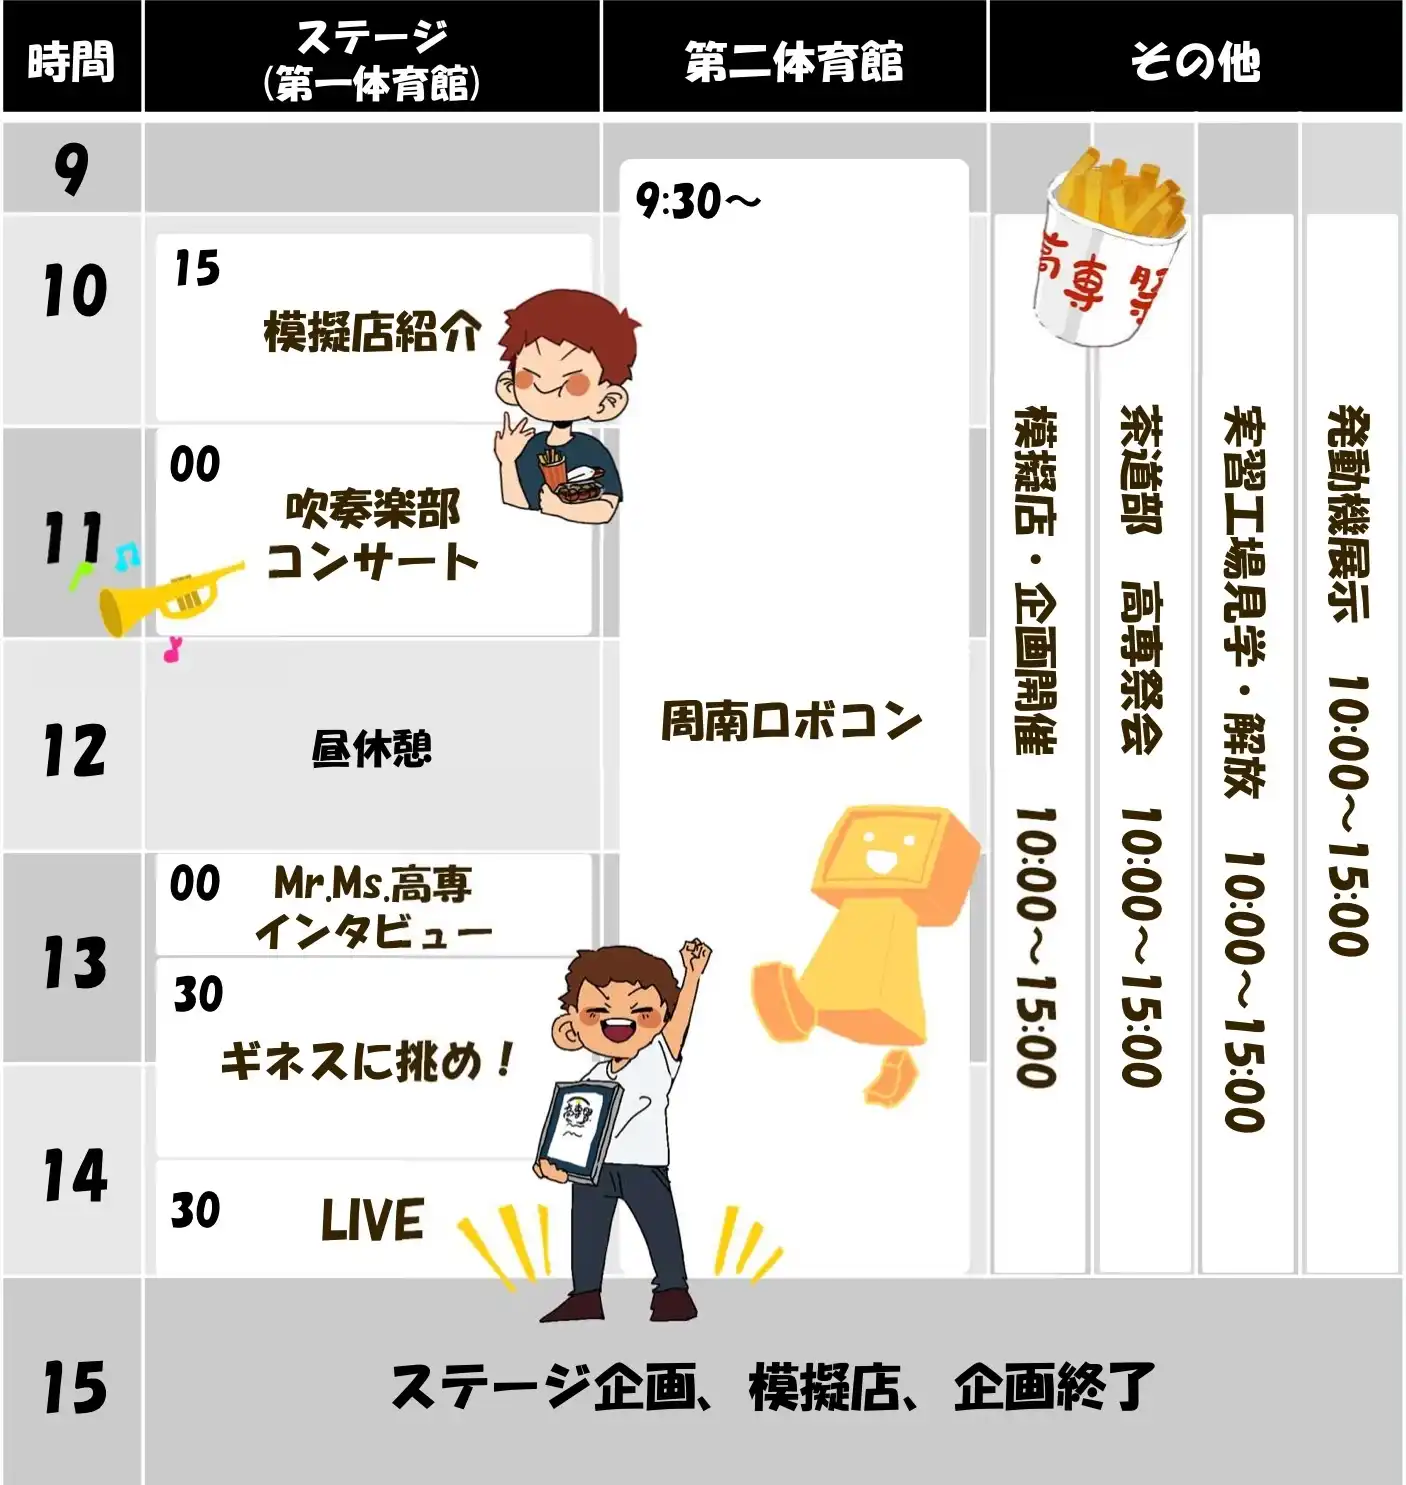 時間
ステージ
(第一体育館)
第二体育館
その他
9
9:30～
10
15
模擬店紹介
高専祭
11
00
吹奏楽部
コンサート
12
昼休憩
周南ロボコン
模擬店・企画開催 10:00～15:00
茶道部 高専祭会 10:00～15:00
実習工場見学・解放 10:00～15:00
発動機展示 10:00～15:00
13
00
Mr.Ms.高専
インタビュー
30
ギネスに挑め！
高専祭
14
30
LIVE
15
ステージ企画、模擬店、企画終了